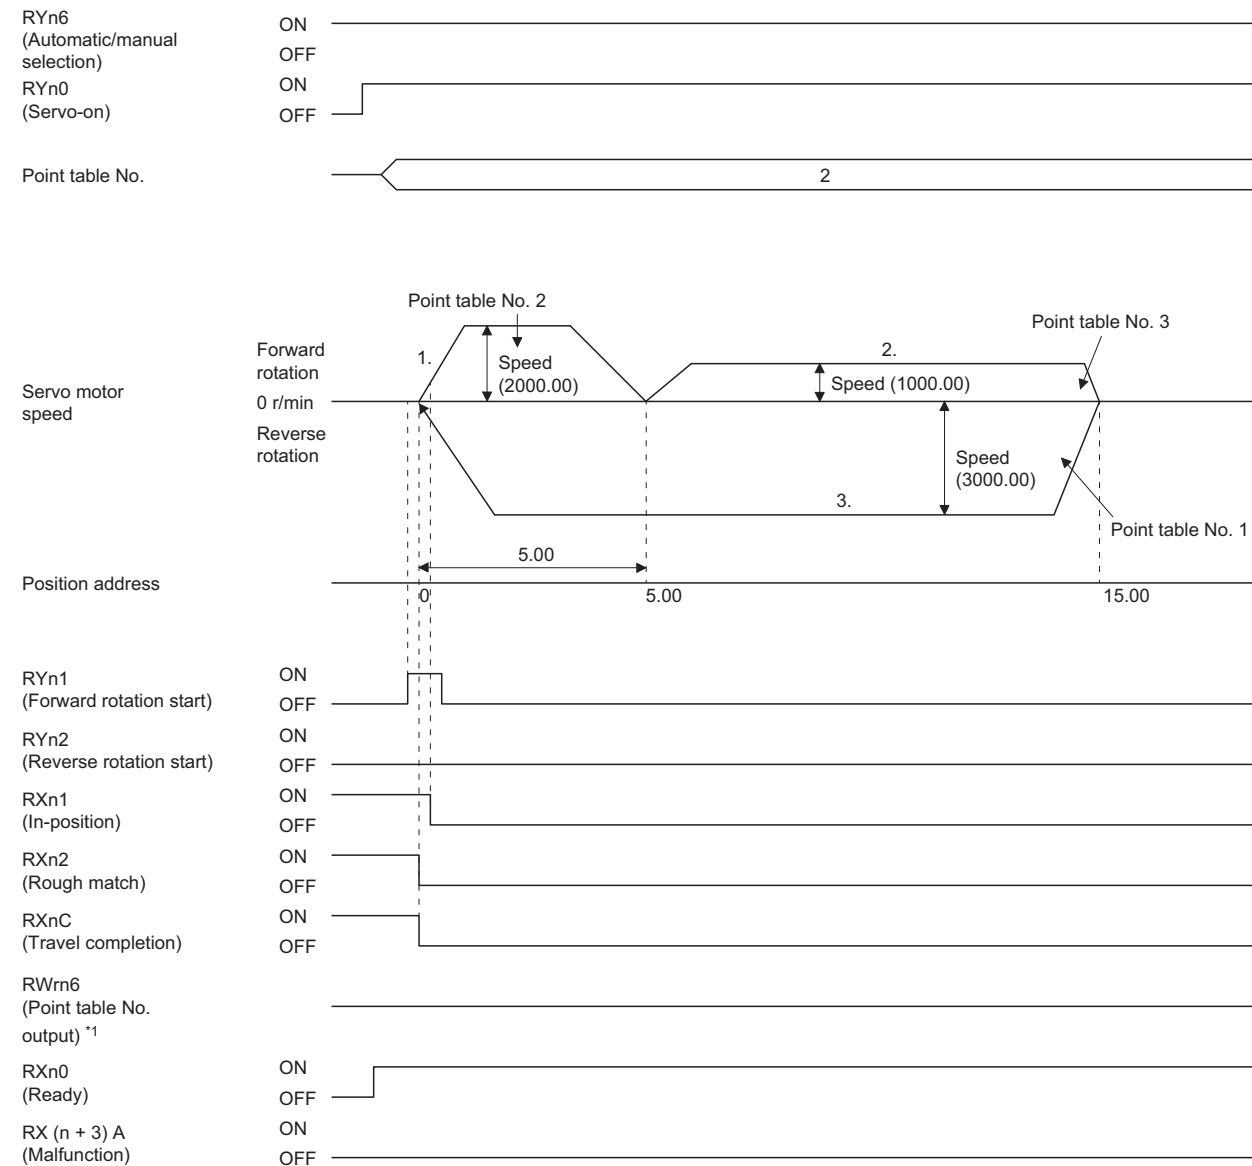 RYn6
(Automatic/manual
selection)
ON
OFF
RYn0
(Servo-on)
ON
OFF
Point table No.
2
Point table No. 2
Point table No. 3
Forward
rotation
1.
Speed
(2000.00)
2.
Speed (1000.00)
Servo motor
speed
0 r/min
Reverse
rotation
Speed
(3000.00)
3.
Point table No. 1
5.00
Position address
0
5.00
15.00
RYn1
(Forward rotation start)
ON
OFF
RYn2
(Reverse rotation start)
ON
OFF
RXn1
(In-position)
ON
OFF
RXn2
(Rough match)
ON
OFF
RXnC
(Travel completion)
ON
OFF
RWrn6
(Point table No.
output) *1
RXn0
(Ready)
ON
OFF
RX (n + 3) A
(Malfunction)
ON
OFF